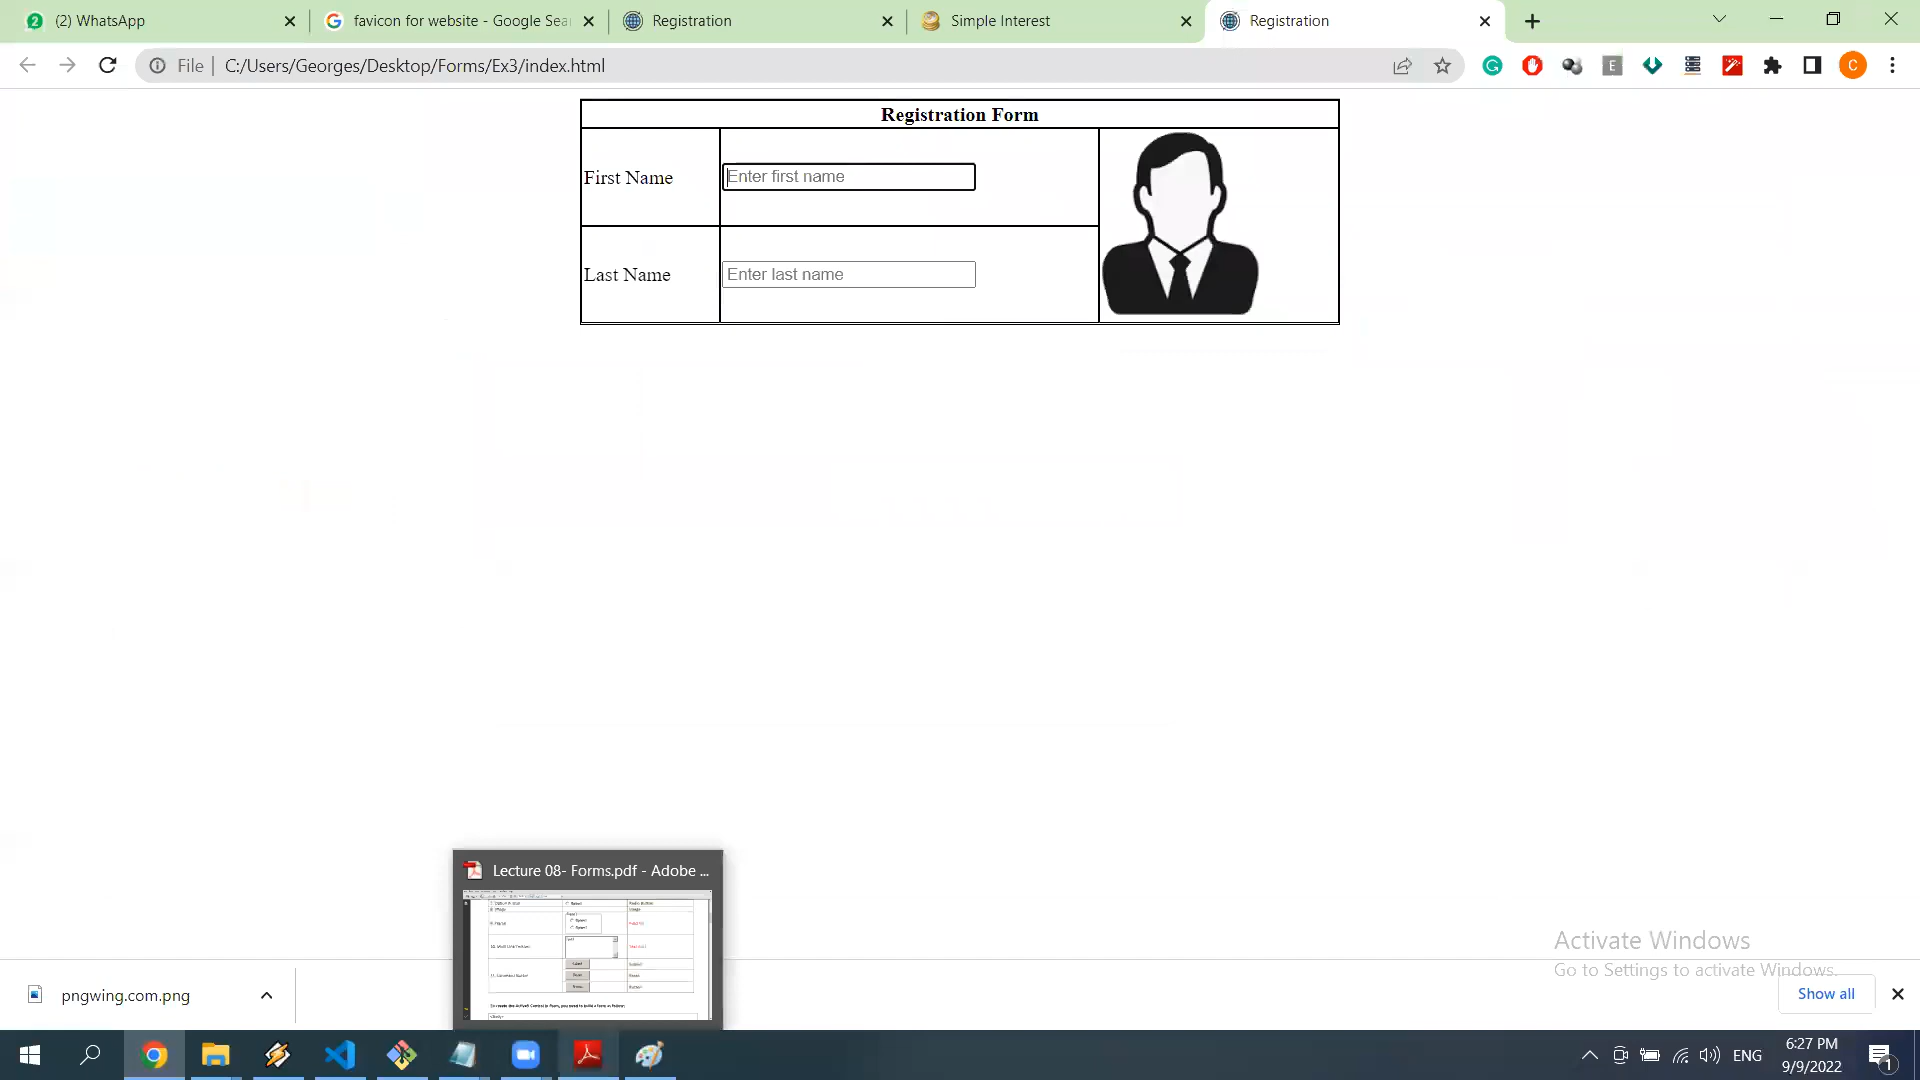 (2) WhatsApp
favicon for website - Google Sea
Registration
Simple Interest
Registration
File
C:/Users/Georges/Desktop/Forms/Ex3/index.html
E
C
Registration Form
First Name
Enter first name
Last Name
Enter last name
Lecture 08- Forms.pdf - Adobe ...
Activate Windows
Go to Settings to activate Windows.
pngwing.com.png
Show all
ENG
6:27 PM
9/9/2022
1